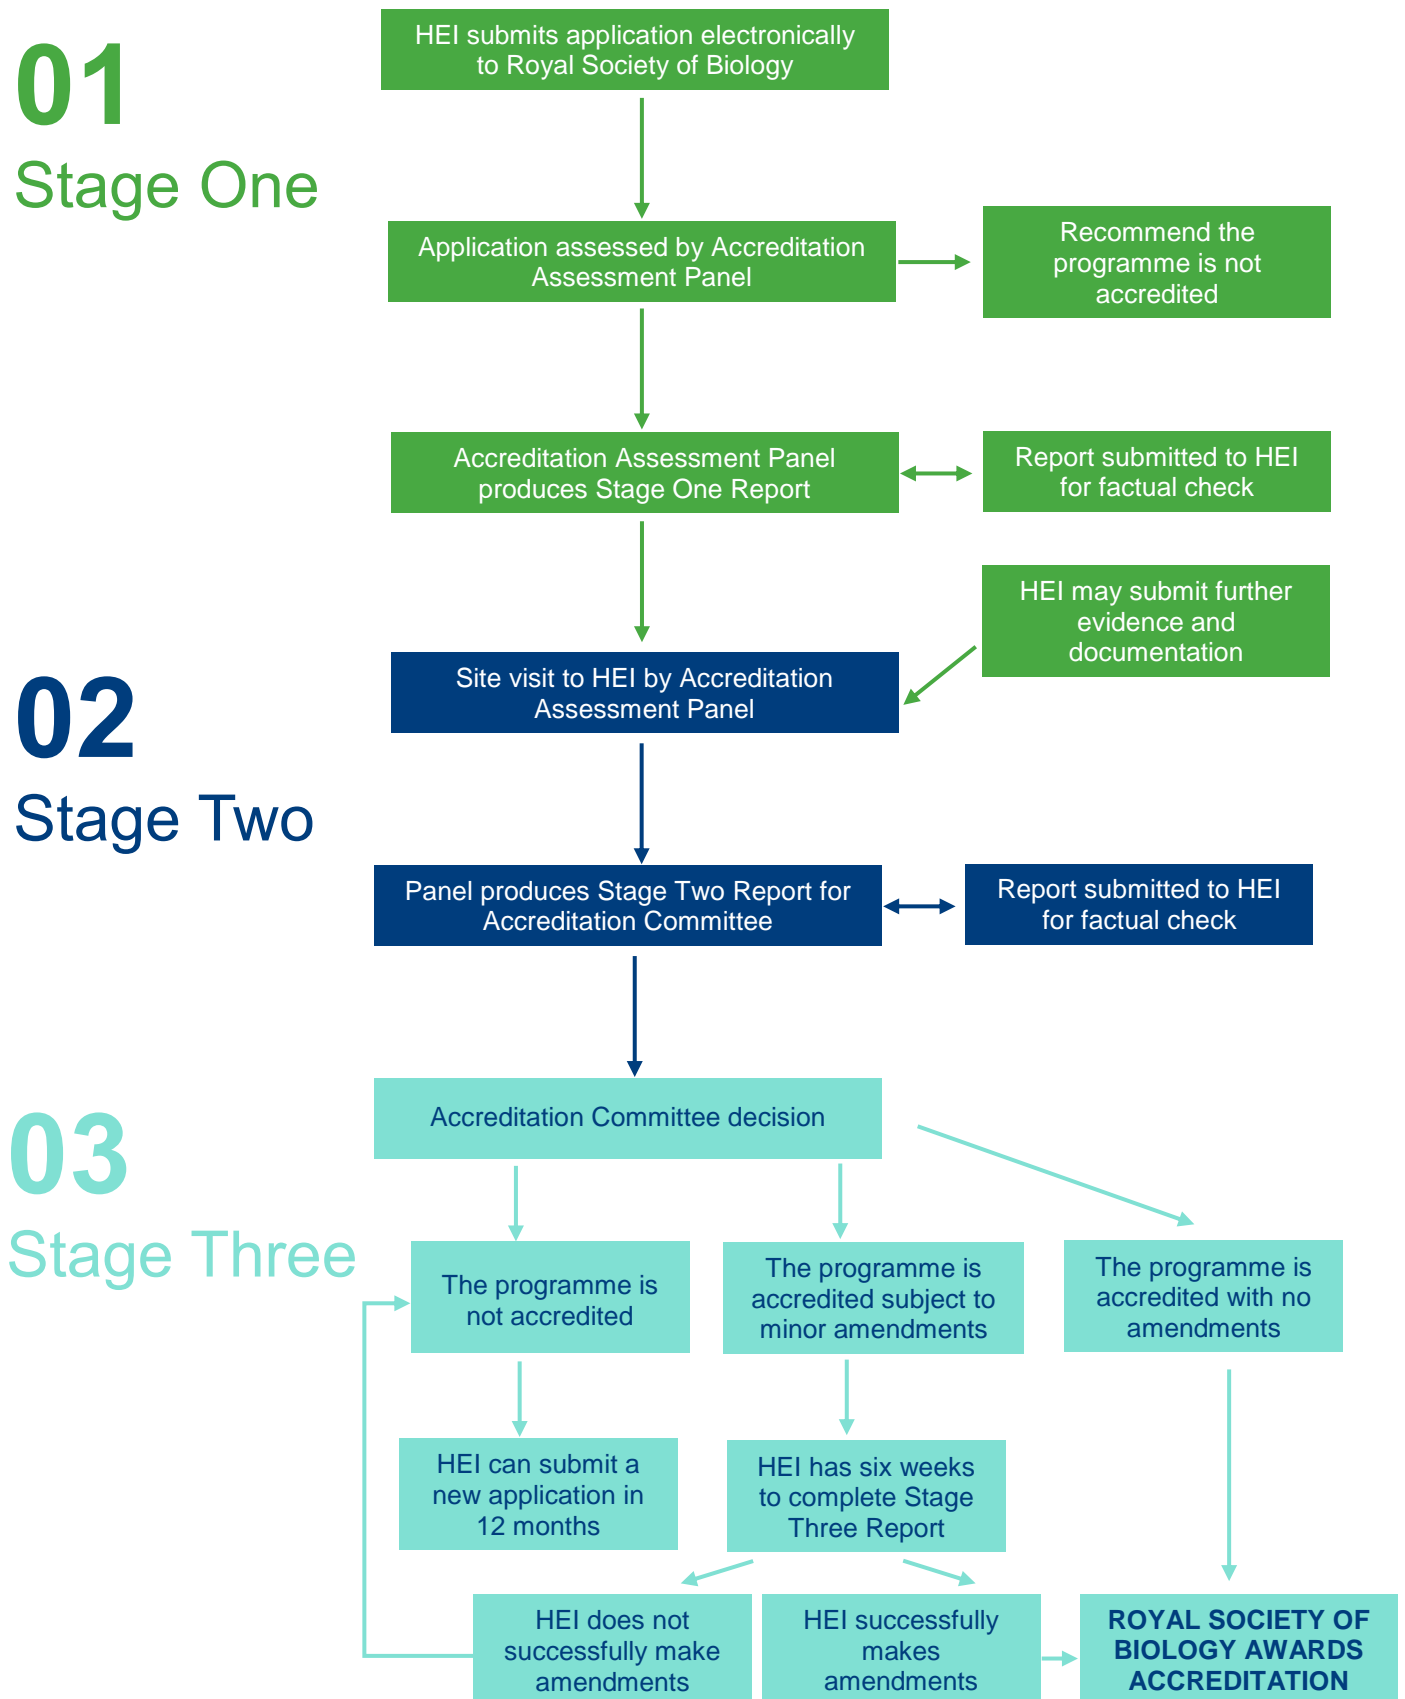 01
Stage One
HEI submits application electronically
to Royal Society of Biology
Application assessed by Accreditation
Assessment Panel
Recommend the
programme is not
accredited
Accreditation Assessment Panel
produces Stage One Report
Report submitted to HEI
for factual check
HEI may submit further
evidence and
documentation
02
Stage Two
Site visit to HEI by Accreditation
Assessment Panel
Panel produces Stage Two Report for
Accreditation Committee
Report submitted to HEI
for factual check
03
Stage Three
Accreditation Committee decision
The programme is
not accredited
The programme is
accredited subject to
minor amendments
The programme is
accredited with no
amendments
HEI can submit a
new application in
12 months
HEI has six weeks
to complete Stage
Three Report
HEI does not
successfully make
amendments
HEI successfully
makes
amendments
ROYAL SOCIETY OF
BIOLOGY AWARDS
ACCREDITATION